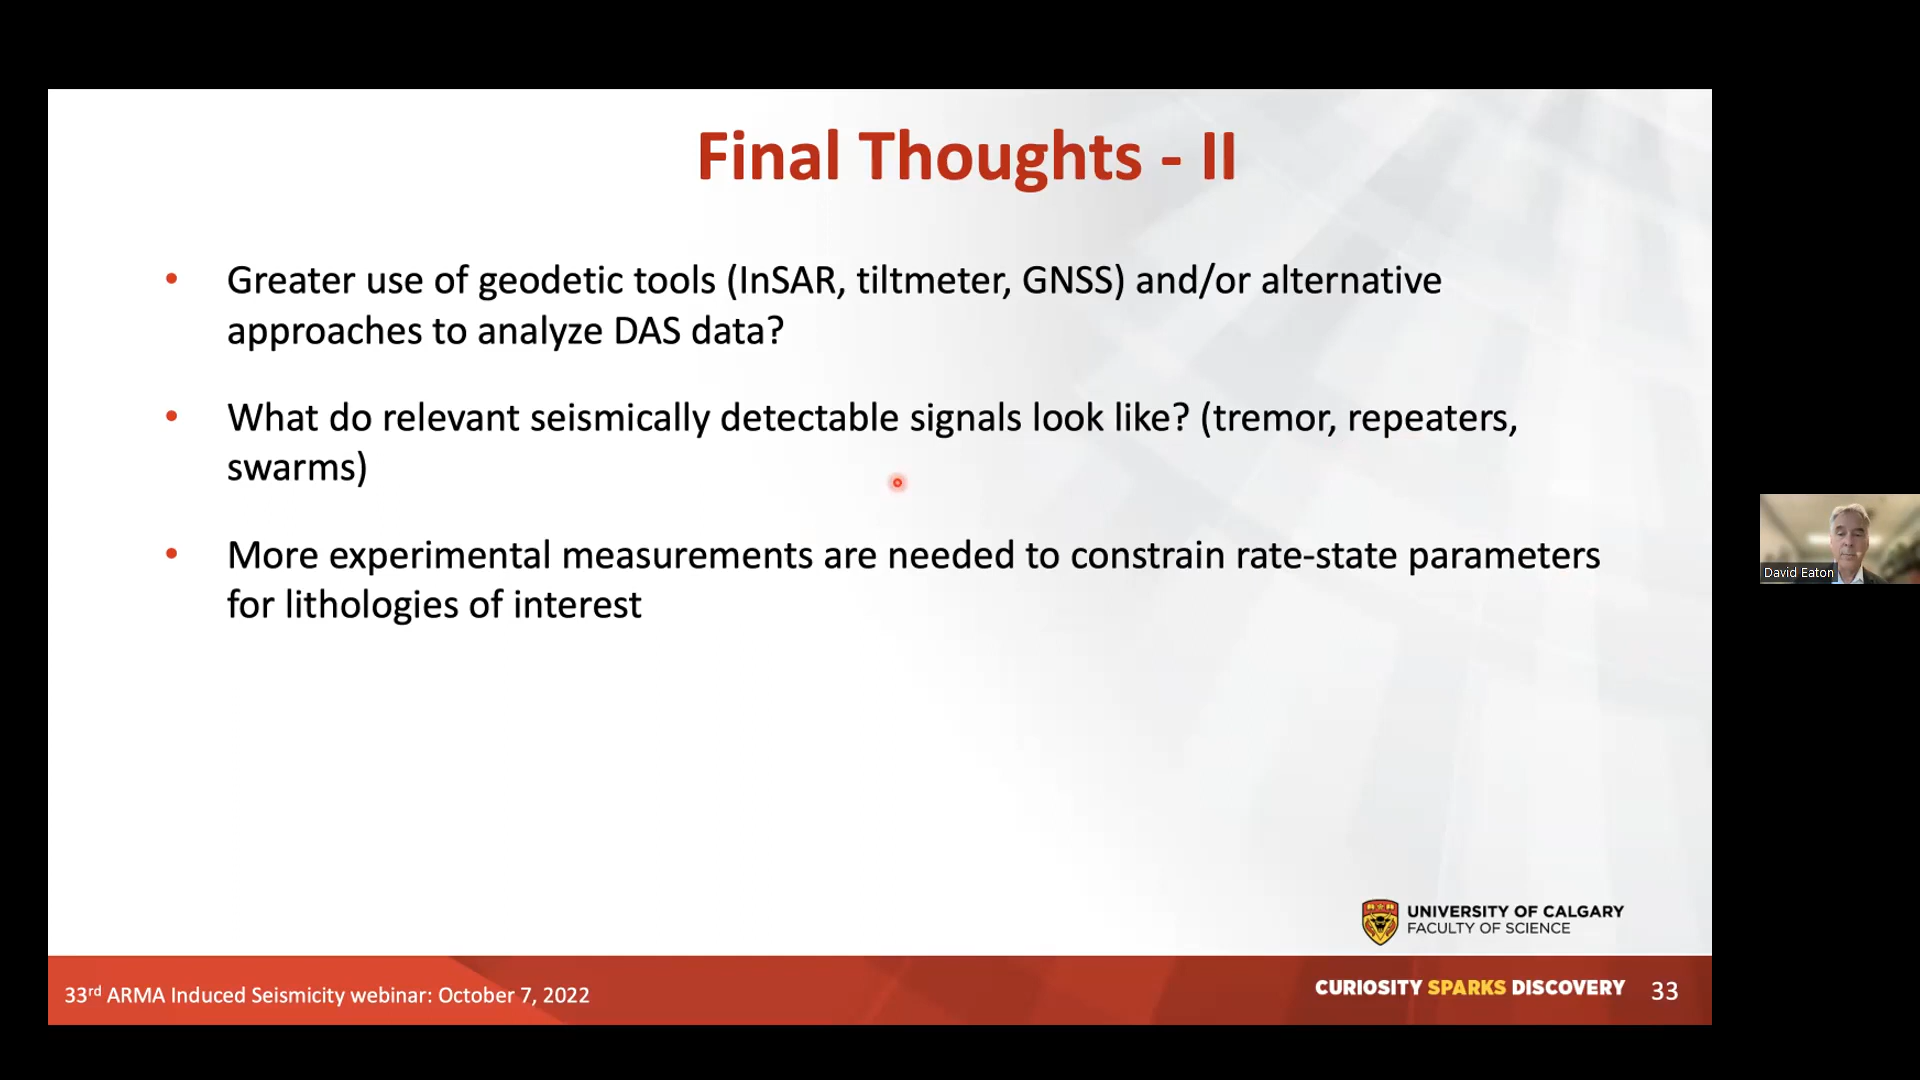 Final Thoughts - II
• Greater use of geodetic tools (InSAR, tiltmeter, GNSS) and/or alternative
approaches to analyze DAS data?
• What do relevant seismically detectable signals look like? (tremor, repeaters,
swarms)
• More experimental measurements are needed to constrain rate-state parameters
for lithologies of interest
David Eaton
UNIVERSITY OF CALGARY
FACULTY OF SCIENCE
33rd ARMA Induced Seismicity webinar: October 7, 2022
CURIOSITY SPARKS DISCOVERY
33